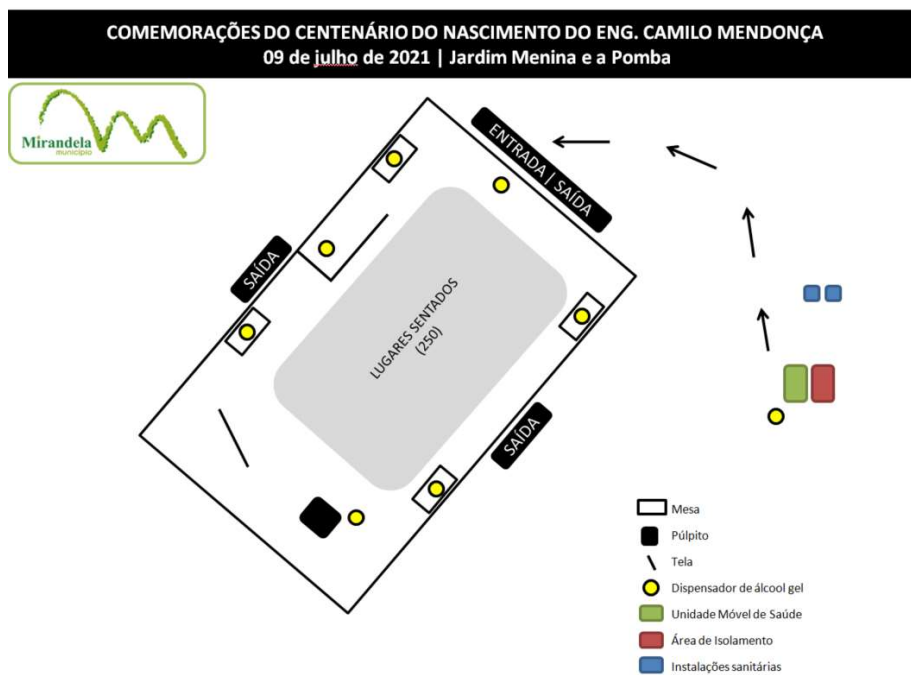 COMEMORAÇÕES DO CENTENÁRIO DO NASCIMENTO DO ENG. CAMILO MENDONÇA
09 de julho de 2021 | Jardim Menina e a Pomba
Mirandela
município
ENTRADA | SAÍDA
SAÍDA
LUGARES SENTADOS
(250)
SAÍDA
Mesa
Púlpito
Tela
Dispensador de álcool gel
Unidade Móvel de Saúde
Área de Isolamento
Instalações sanitárias